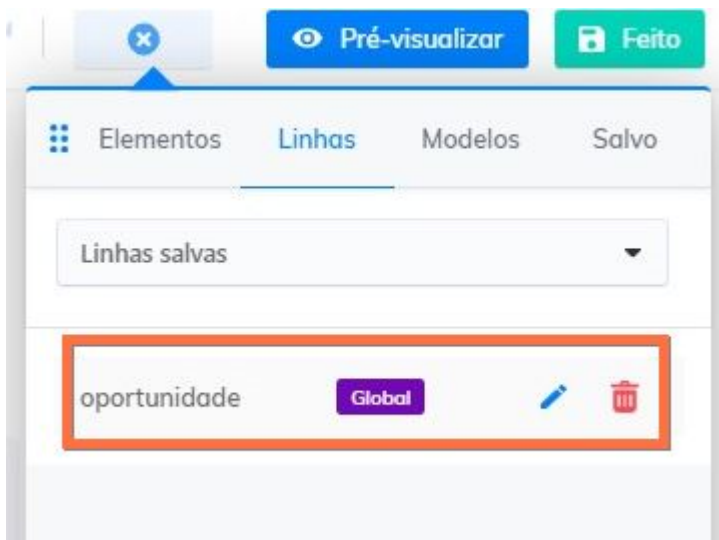 Pré-visualizar Feito
Elementos Linhas Modelos Salvo
Linhas salvas
oportunidade Global